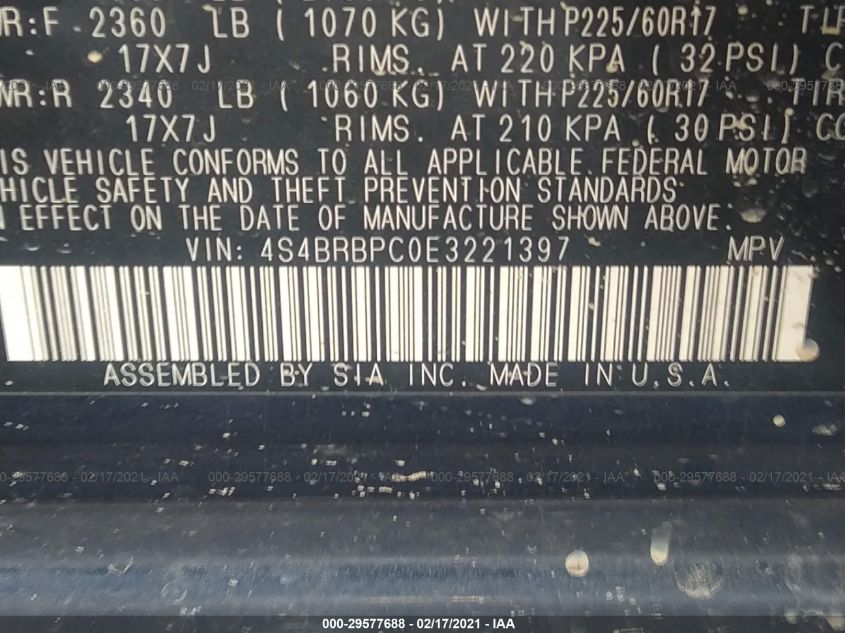 WR:F 2360 LB ( 1070 KG) WITH P225/60R17
17X7J RIMS. AT 220 KPA ( 32 PSI)
WR:R 2340 LB ( 1060 KG) WITH P225/60R17 TIR
17X7J RIMS. AT 210 KPA ( 30 PSI)
IS VEHICLE CONFORMS TO ALL APPLICABLE FEDERAL MOTOR
HICLE SAFETY AND THEFT PREVENTION STANDARDS
EFFECT ON THE DATE OF MANUFACTURE SHOWN ABOVE.
VIN: 4S4BRBPC0E3221397 MPV
ASSEMBLED BY SIA INC. MADE IN U.S.A.
000-29577688 - 02/17/2021 - IAA